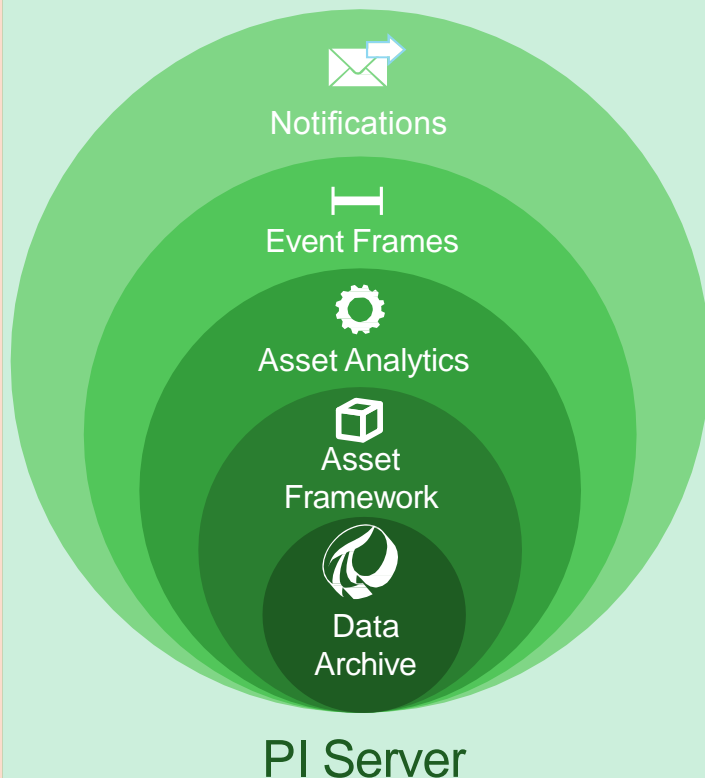 Notifications
Event Frames
Asset Analytics
Asset
Framework
Data
Archive
PI Server